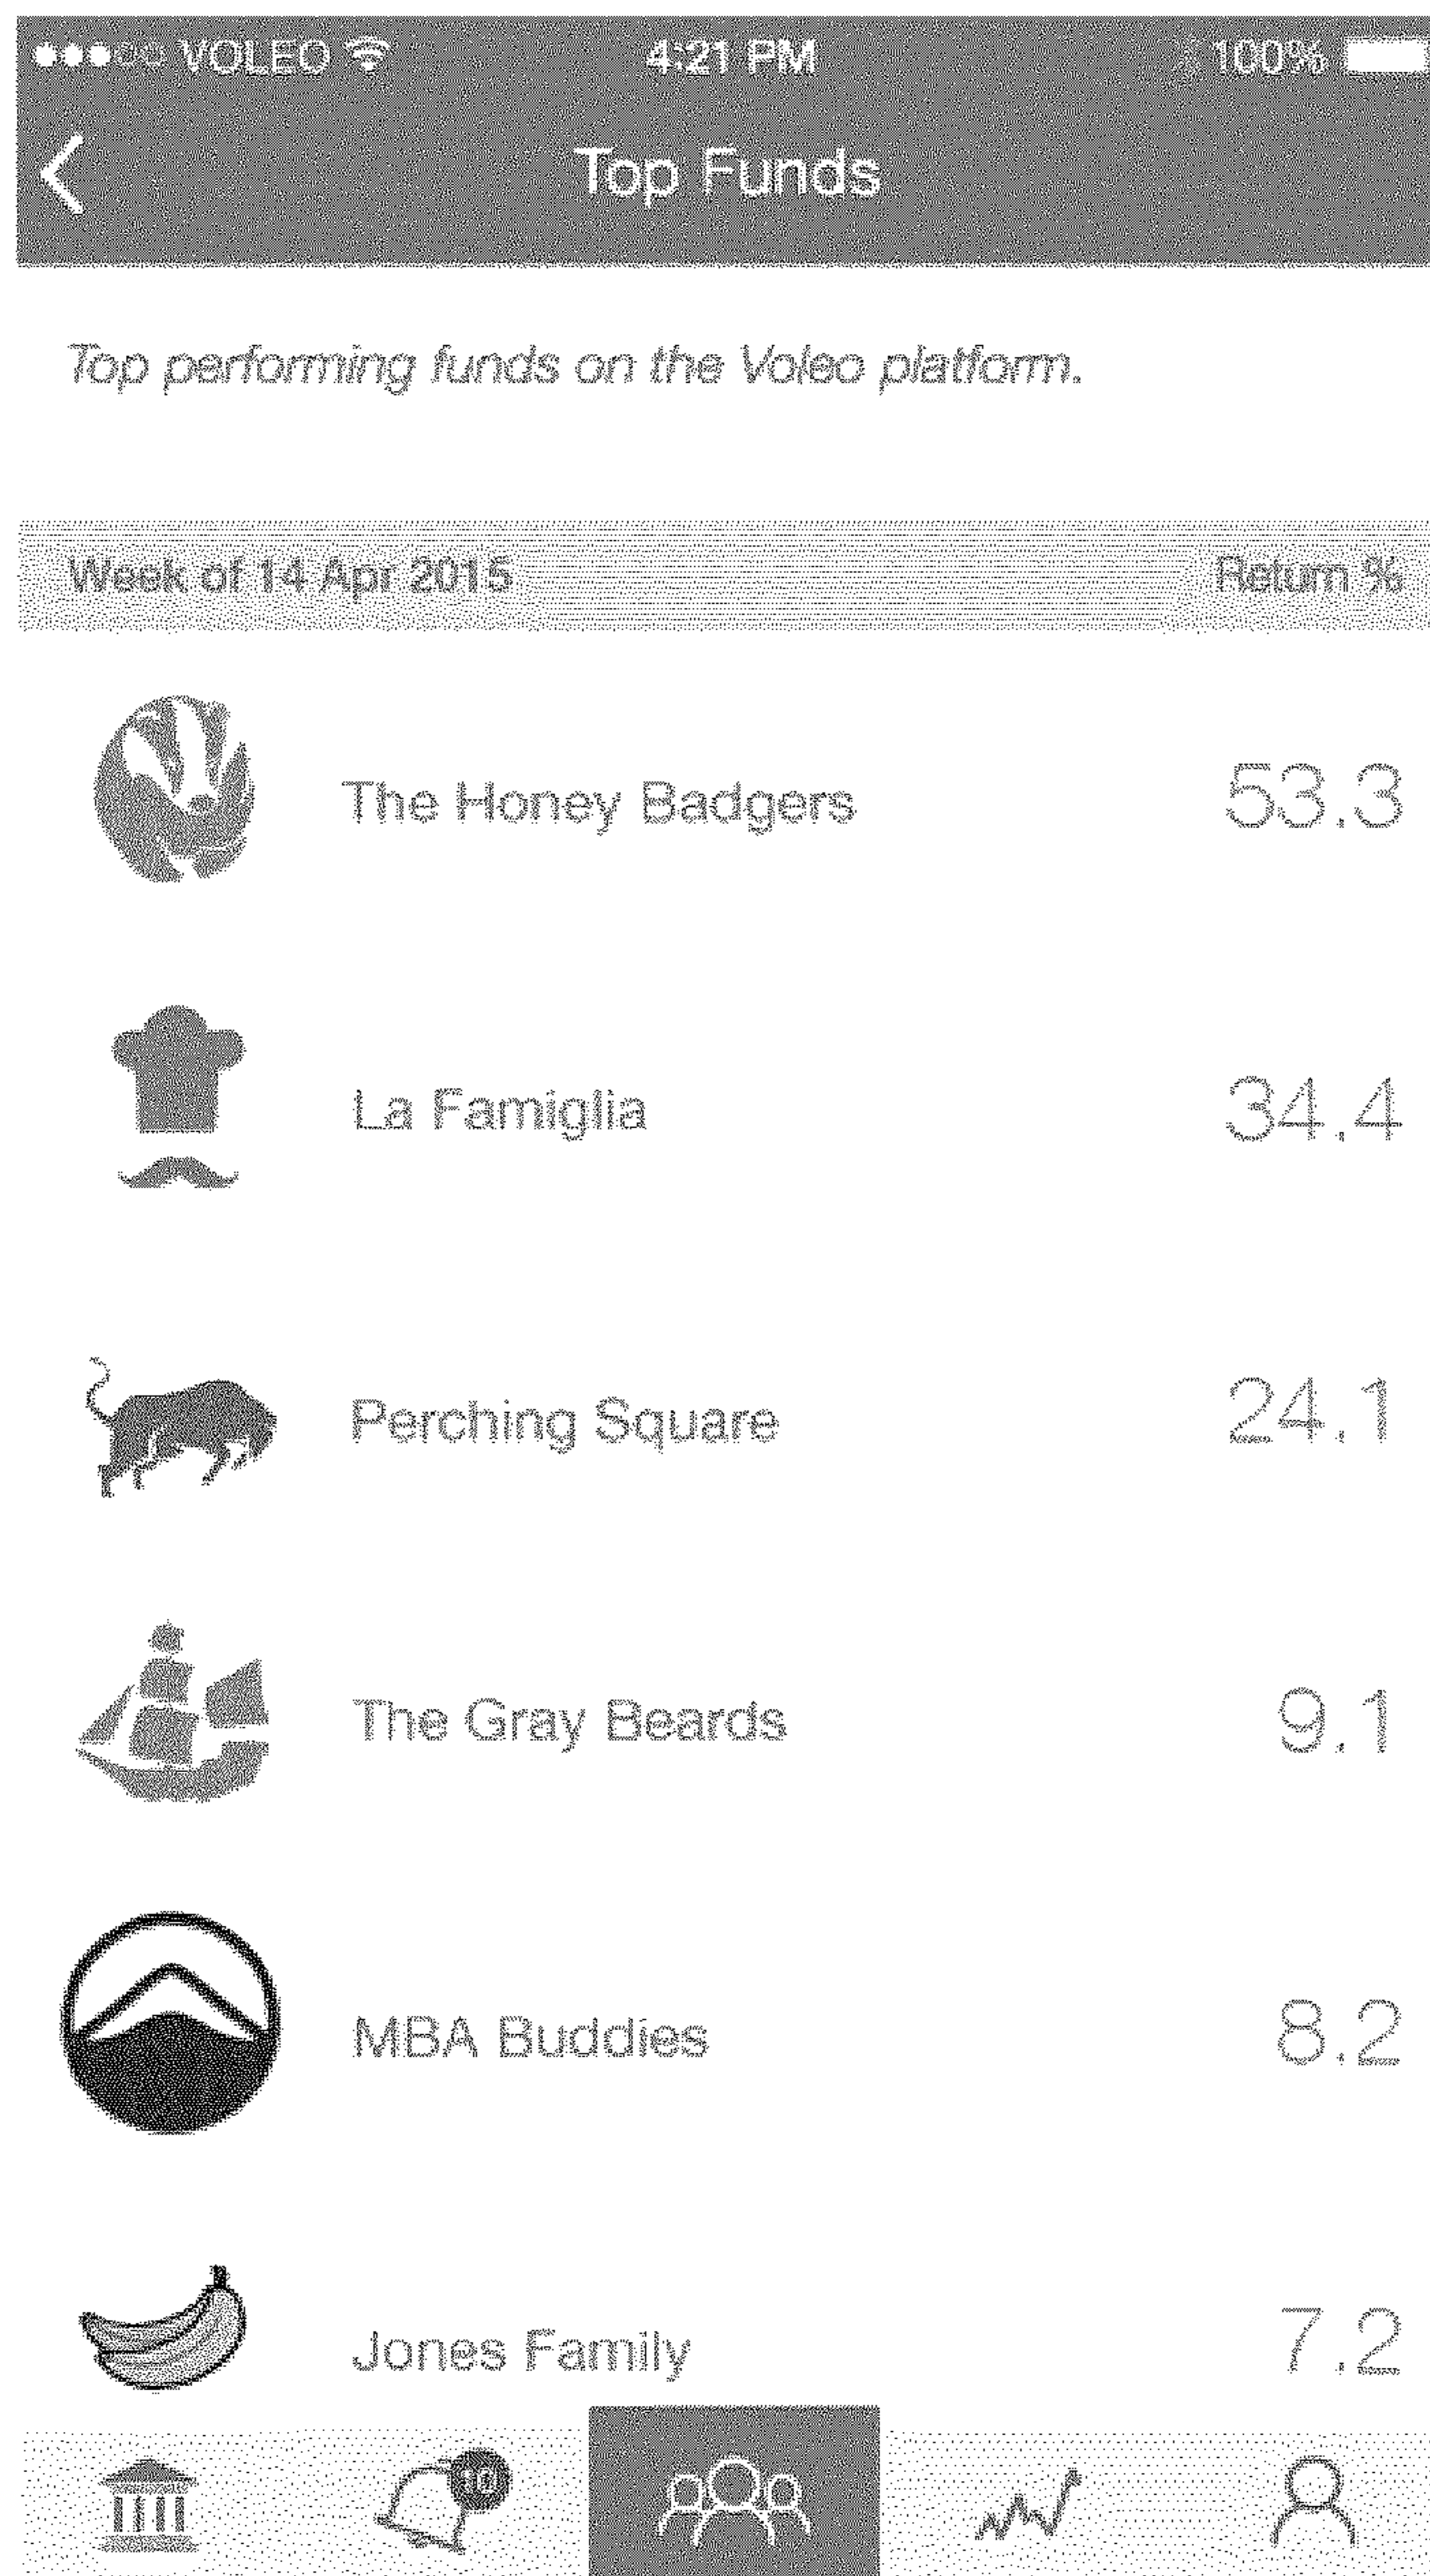 VOLEO 4:21 PM 100%
Top Funds
Top performing funds on the Voleo platform.
Week of 14 Apr 2015 Return %
The Honey Badgers 53.3
La Famiglia 34.4
Perching Square 24.1
The Gray Beards 9.1
MBA Buddies 8.2
Jones Family 7.2
10